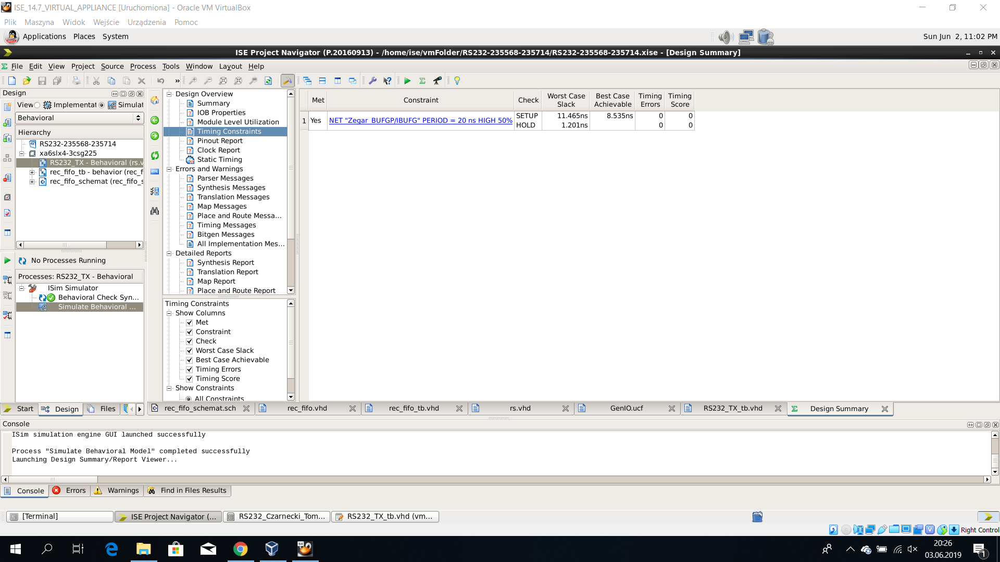 ISE_14.7_VIRTUAL_APPLIANCE [Uruchomiona] - Oracle VM VirtualBox
Plik Maszyna Widok Wejście Urządzenia Pomoc
Applications Places System
Sun Jun 2, 11:02 PM
ISE Project Navigator (P.20160913) - /home/ise/vmFolder/RS232-235568-235714/RS232-235568-235714.xise - [Design Summary]
File Edit View Project Source Process Tools Window Layout Help
»
Design
View Implementat Simulat
Behavioral
Hierarchy
RS232-235568-235714
xa6slx4-3csg225
RS232_TX - Behavioral (rs.v
rec_fifo_tb - behavior (rec_f
rec_fifo_schemat (rec_fifo_s
No Processes Running
Processes: RS232_TX - Behavioral
ISim Simulator
Behavioral Check Syn...
Simulate Behavioral ...
Start Design Files
Design Overview
Summary
IOB Properties
Module Level Utilization
Timing Constraints
Pinout Report
Clock Report
Static Timing
Errors and Warnings
Parser Messages
Synthesis Messages
Translation Messages
Map Messages
Place and Route Messa...
Timing Messages
Bitgen Messages
All Implementation Mes...
Detailed Reports
Synthesis Report
Translation Report
Map Report
Place and Route Report
Timing Constraints
Show Columns
Met
Constraint
Check
Worst Case Slack
Best Case Achievable
Timing Errors
Timing Score
Show Constraints
All Constraints
Met Constraint Check Worst Case Slack Best Case Achievable Timing Errors Timing Score
1 Yes NET "Zegar_BUFGP/IBUFG" PERIOD = 20 ns HIGH 50% SETUP 11.465ns 8.535ns 0 0
HOLD 1.201ns 0 0
rec_fifo_schemat.sch rec_fifo.vhd rec_fifo_tb.vhd rs.vhd GenIO.ucf RS232_TX_tb.vhd Design Summary
Console
ISim simulation engine GUI launched successfully
Process "Simulate Behavioral Model" completed successfully
Launching Design Summary/Report Viewer...
Console Errors Warnings Find in Files Results
[Terminal] ISE Project Navigator (... RS232_Czarnecki_Tom... RS232_TX_tb.vhd (vm...
Right Control
64
20:26
03.06.2019
1